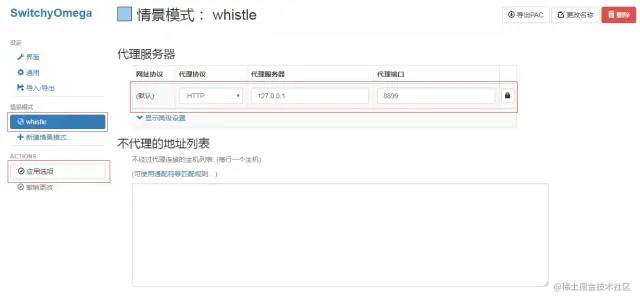 SwitchyOmega
情景模式： whistle
导出PAC
更改名称
删除
设定
界面
通用
导入/导出
情景模式
whistle
新建情景模式...
ACTIONS
应用选项
撤销更改
代理服务器
网址协议 代理协议 代理服务器 代理端口
(默认) HTTP 127.0.0.1 8899
显示高级设置
不代理的地址列表
不经过代理连接的主机列表: (每行一个主机)
(可使用通配符等匹配规则...)
@稀土掘金技术社区